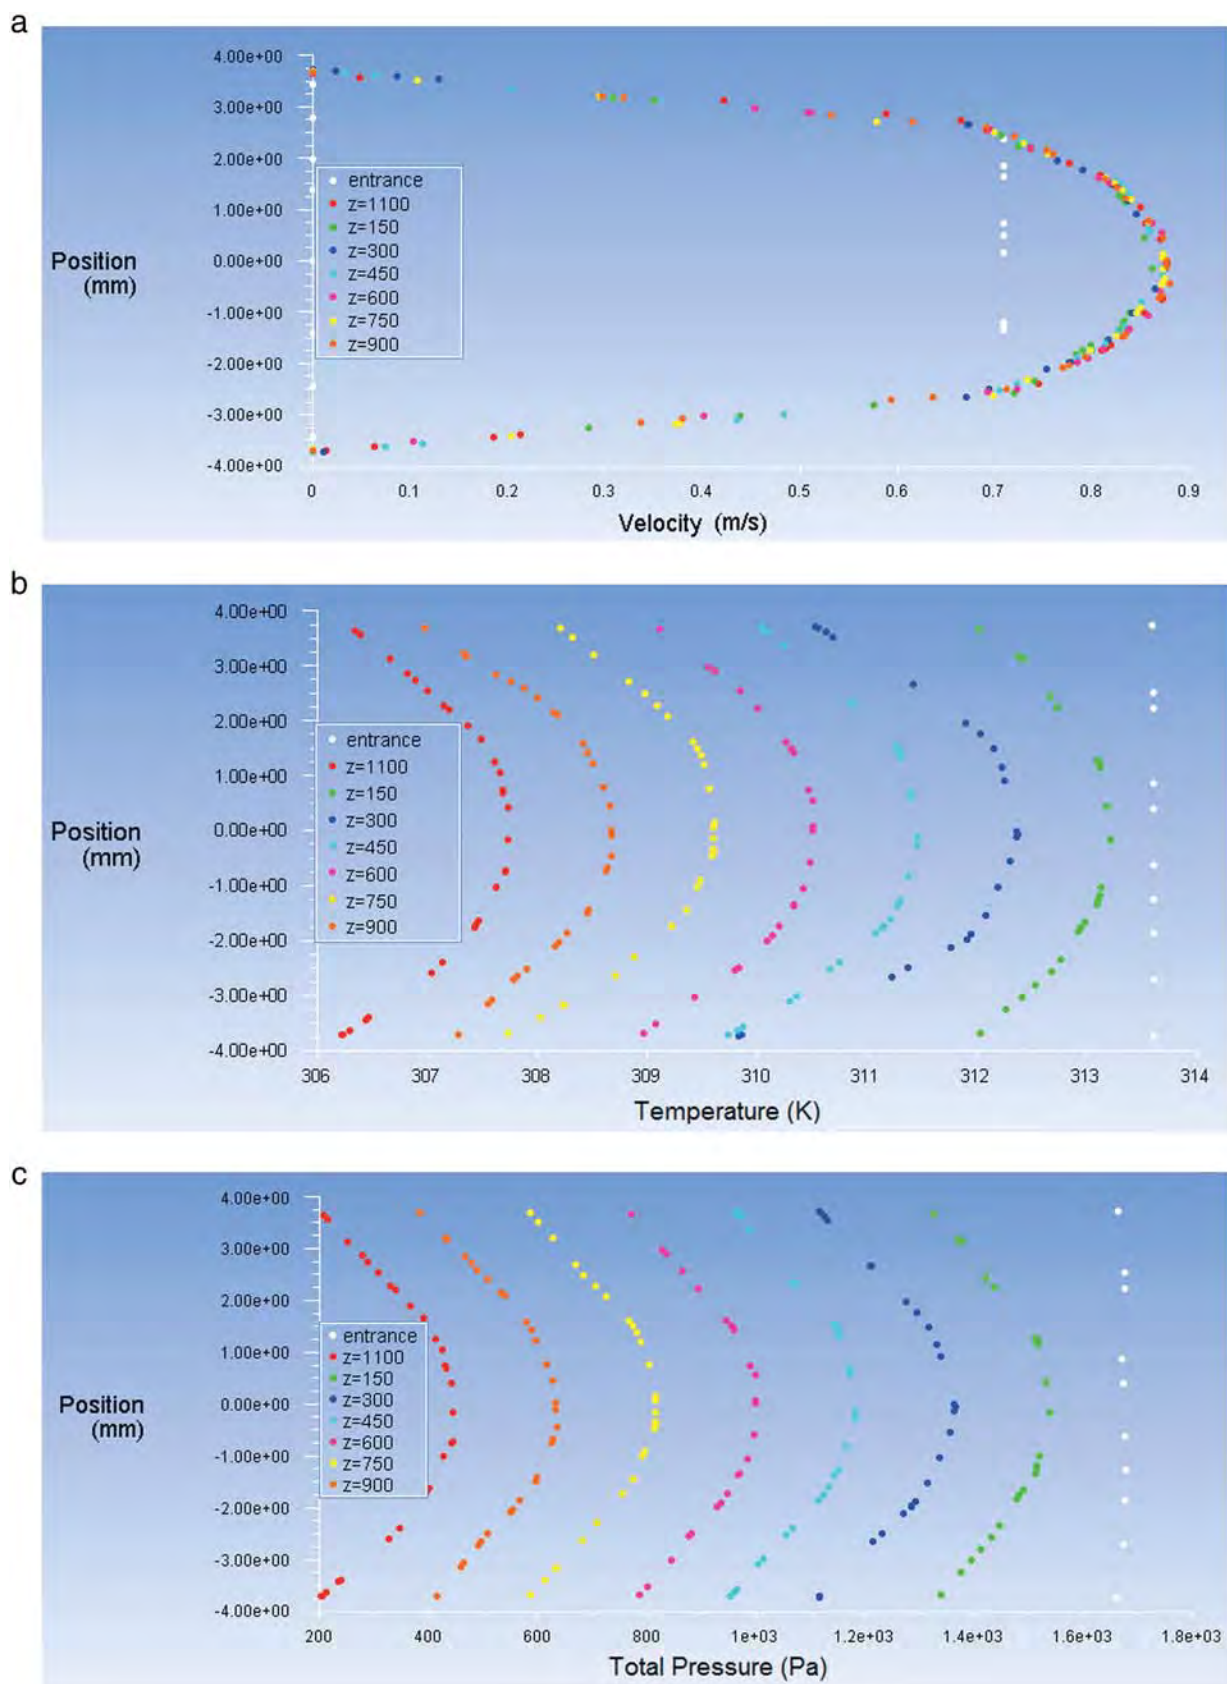 a
4.00e+00
3.00e+00
2.00e+00
1.00e+00
0.00e+00
-1.00e+00
-2.00e+00
-3.00e+00
-4.00e+00
Position
(mm)
entrance
z=1100
z=150
z=300
z=450
z=600
z=750
z=900
0 0.1 0.2 0.3 0.4 0.5 0.6 0.7 0.8 0.9
Velocity (m/s)
b
4.00e+00
3.00e+00
2.00e+00
1.00e+00
0.00e+00
-1.00e+00
-2.00e+00
-3.00e+00
-4.00e+00
Position
(mm)
entrance
z=1100
z=150
z=300
z=450
z=600
z=750
z=900
306 307 308 309 310 311 312 313 314
Temperature (K)
c
4.00e+00
3.00e+00
2.00e+00
1.00e+00
0.00e+00
-1.00e+00
-2.00e+00
-3.00e+00
-4.00e+00
Position
(mm)
entrance
z=1100
z=150
z=300
z=450
z=600
z=750
z=900
200 400 600 800 1e+03 1.2e+03 1.4e+03 1.6e+03 1.8e+03
Total Pressure (Pa)